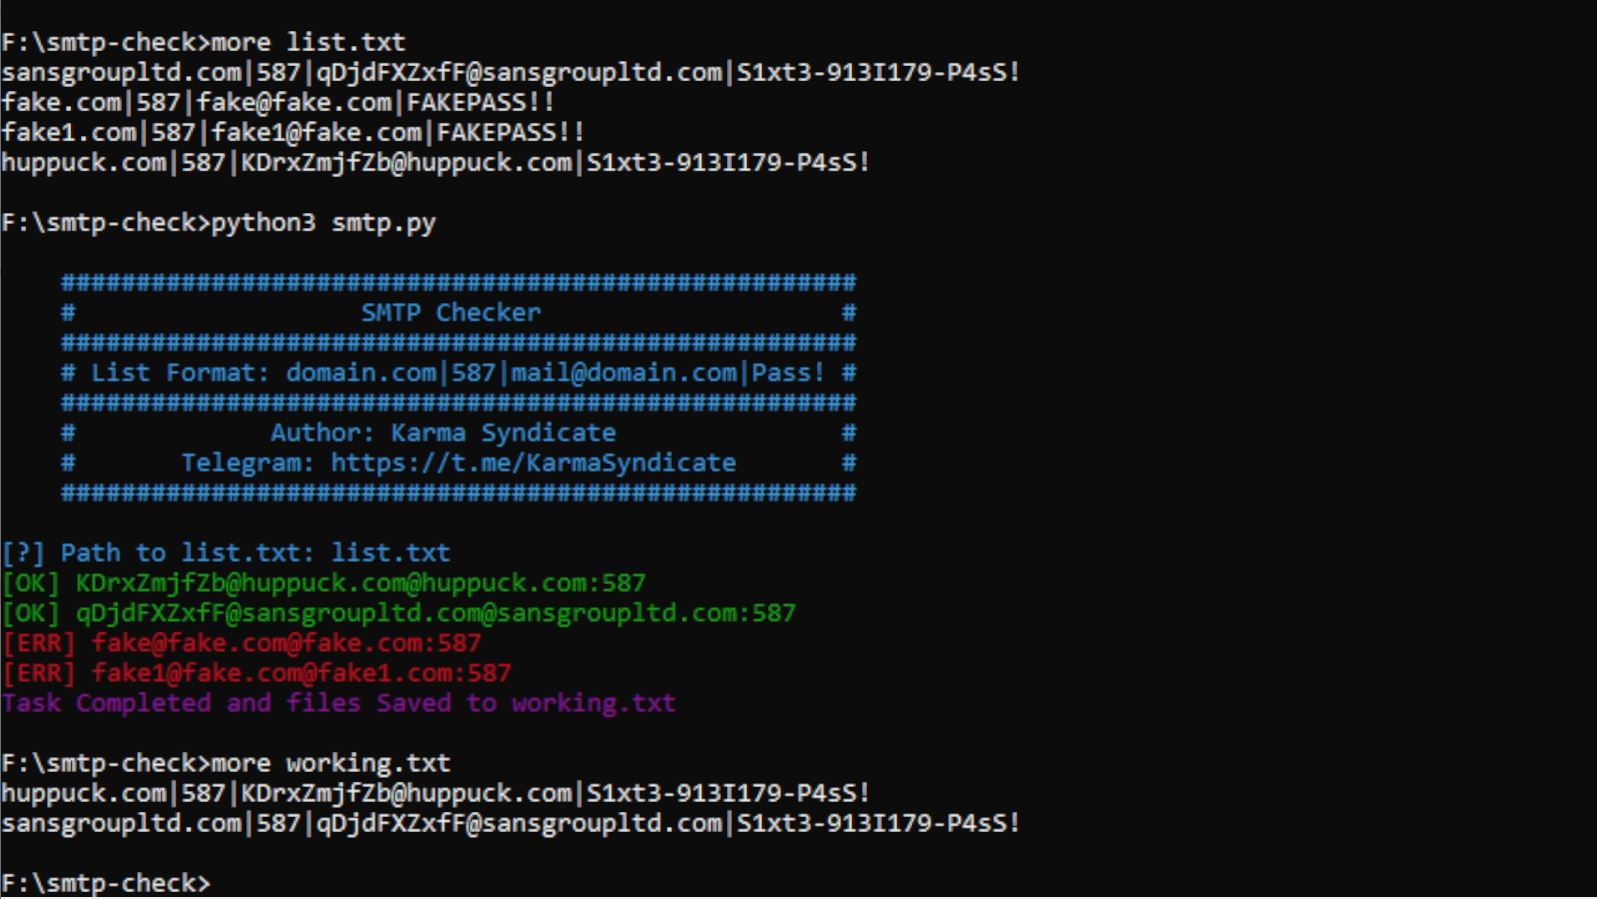 F:\smtp-check>more list.txt
sansgroupltd.com|587|qDjdFXZxfF@sansgroupltd.com|S1xt3-913I179-P4sS!
fake.com|587|fake@fake.com|FAKEPASS!!
fake1.com|587|fake1@fake.com|FAKEPASS!!
huppuck.com|587|KDrxZmjfZb@huppuck.com|S1xt3-913I179-P4sS!
F:\smtp-check>python3 smtp.py
#####################################################
# SMTP Checker #
#####################################################
# List Format: domain.com|587|mail@domain.com|Pass! #
#####################################################
# Author: Karma Syndicate #
# Telegram: https://t.me/KarmaSyndicate #
#####################################################
[?] Path to list.txt: list.txt
[OK] KDrxZmjfZb@huppuck.com@huppuck.com:587
[OK] qDjdFXZxfF@sansgroupltd.com@sansgroupltd.com:587
[ERR] fake@fake.com@fake.com:587
[ERR] fake1@fake.com@fake1.com:587
Task Completed and files Saved to working.txt
F:\smtp-check>more working.txt
huppuck.com|587|KDrxZmjfZb@huppuck.com|S1xt3-913I179-P4sS!
sansgroupltd.com|587|qDjdFXZxfF@sansgroupltd.com|S1xt3-913I179-P4sS!
F:\smtp-check>